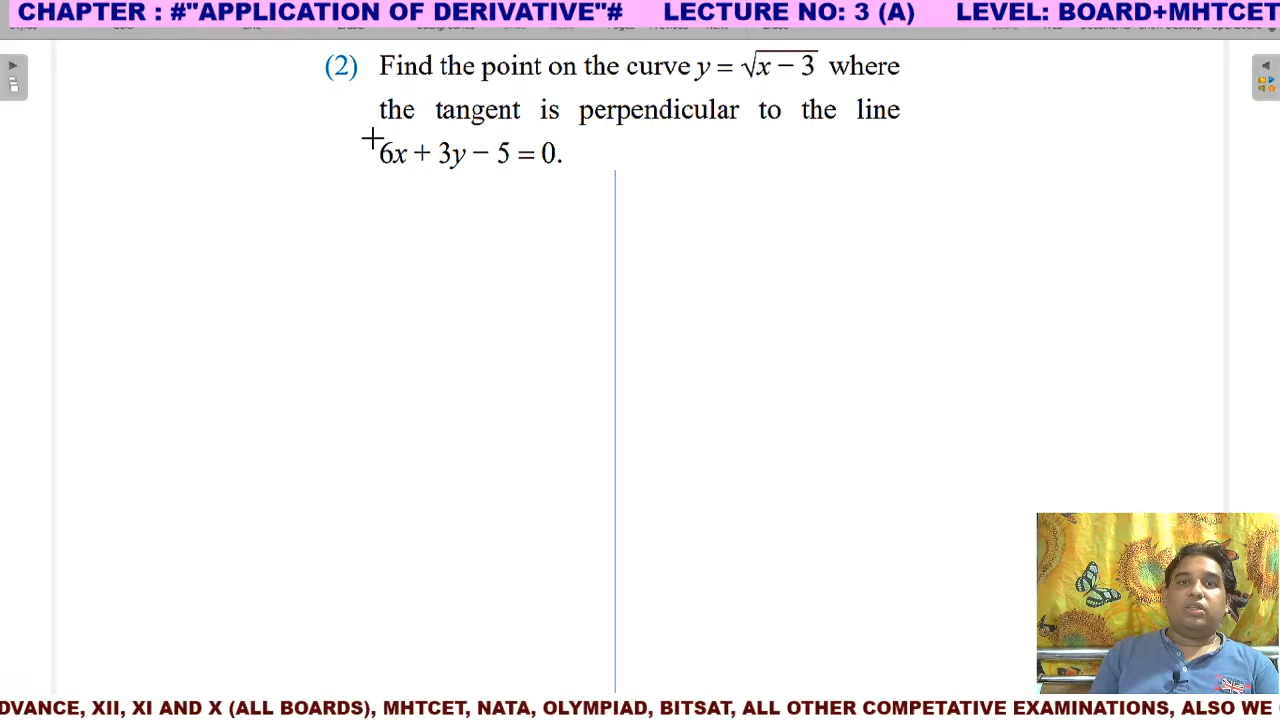 CHAPTER : #"APPLICATION OF DERIVATIVE"# LECTURE NO: 3 (A) LEVEL: BOARD+MHTCET
(2) Find the point on the curve y = √x − 3 where
the tangent is perpendicular to the line
6x + 3y − 5 = 0.
DVANCE, XII, XI AND X (ALL BOARDS), MHTCET, NATA, OLYMPIAD, BITSAT, ALL OTHER COMPETATIVE EXAMINATIONS, ALSO WE